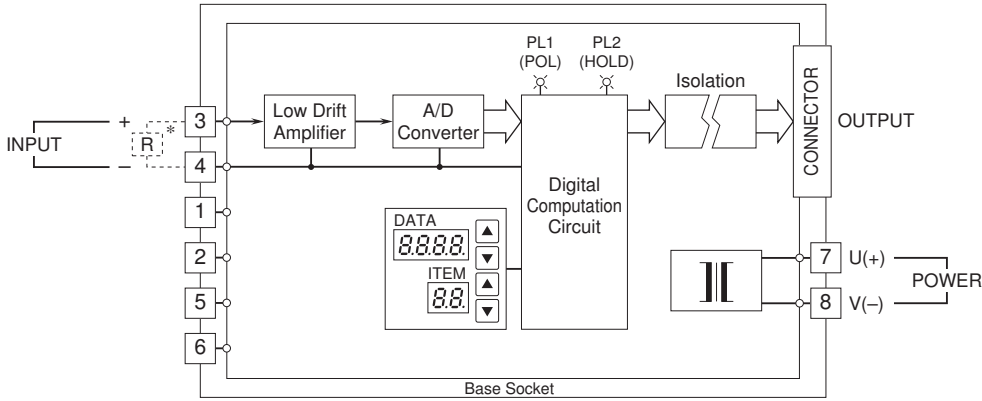 PL1
(POL)
PL2
(HOLD)
Isolation
CONNECTOR
OUTPUT
INPUT
+
R
*
–
3
4
1
2
5
6
Low Drift
Amplifier
A/D
Converter
Digital
Computation
Circuit
DATA
8.8.8.8.
ITEM
8.8.
7
U(+)
8
V(–)
POWER
Base Socket